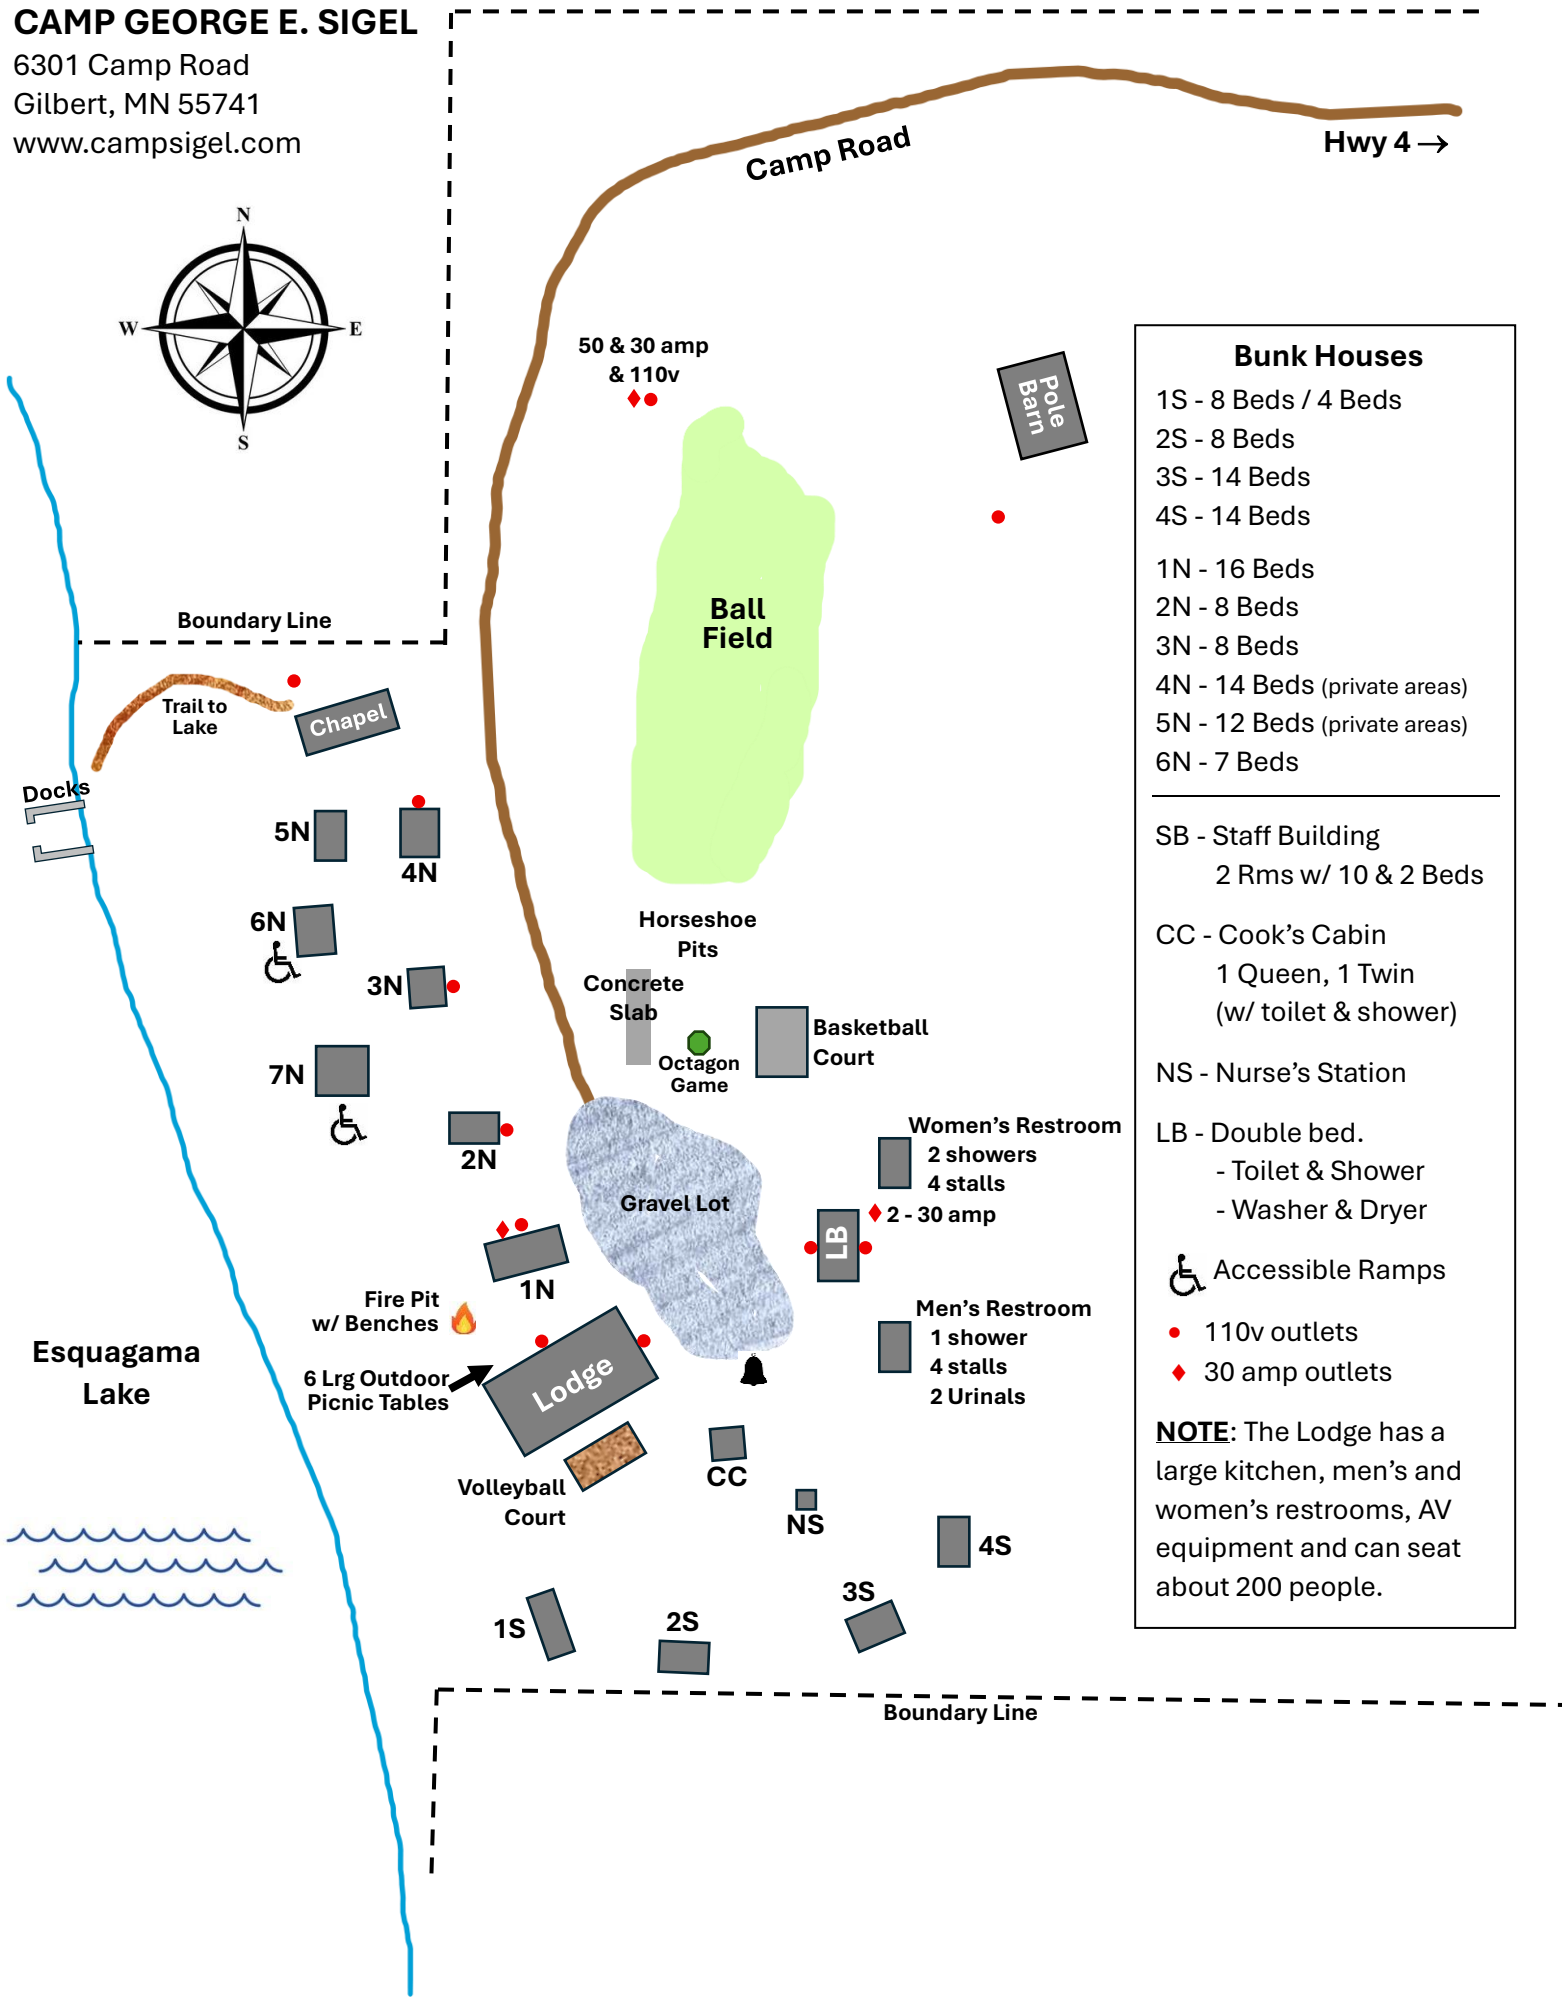 CAMP GEORGE E. SIGEL
6301 Camp Road
Gilbert, MN 55741
www.campsigel.com
N
W
E
S
Camp Road
Hwy 4 →
50 & 30 amp
& 110v
Pole
Barn
Ball
Field
Boundary Line
Trail to
Lake
Chapel
Docks
5N
4N
6N
3N
7N
2N
Horseshoe
Pits
Concrete
Slab
Octagon
Game
Basketball
Court
Gravel Lot
Women's Restroom
2 showers
4 stalls
2 - 30 amp
LB
1N
Fire Pit
w/ Benches
Men's Restroom
1 shower
4 stalls
2 Urinals
Esquagama
Lake
6 Lrg Outdoor
Picnic Tables
Lodge
Volleyball
Court
CC
NS
4S
3S
2S
1S
Boundary Line
Bunk Houses
1S - 8 Beds / 4 Beds
2S - 8 Beds
3S - 14 Beds
4S - 14 Beds
1N - 16 Beds
2N - 8 Beds
3N - 8 Beds
4N - 14 Beds (private areas)
5N - 12 Beds (private areas)
6N - 7 Beds
SB - Staff Building
2 Rms w/ 10 & 2 Beds
CC - Cook's Cabin
1 Queen, 1 Twin
(w/ toilet & shower)
NS - Nurse's Station
LB - Double bed.
- Toilet & Shower
- Washer & Dryer
Accessible Ramps
110v outlets
30 amp outlets
NOTE: The Lodge has a
large kitchen, men's and
women's restrooms, AV
equipment and can seat
about 200 people.